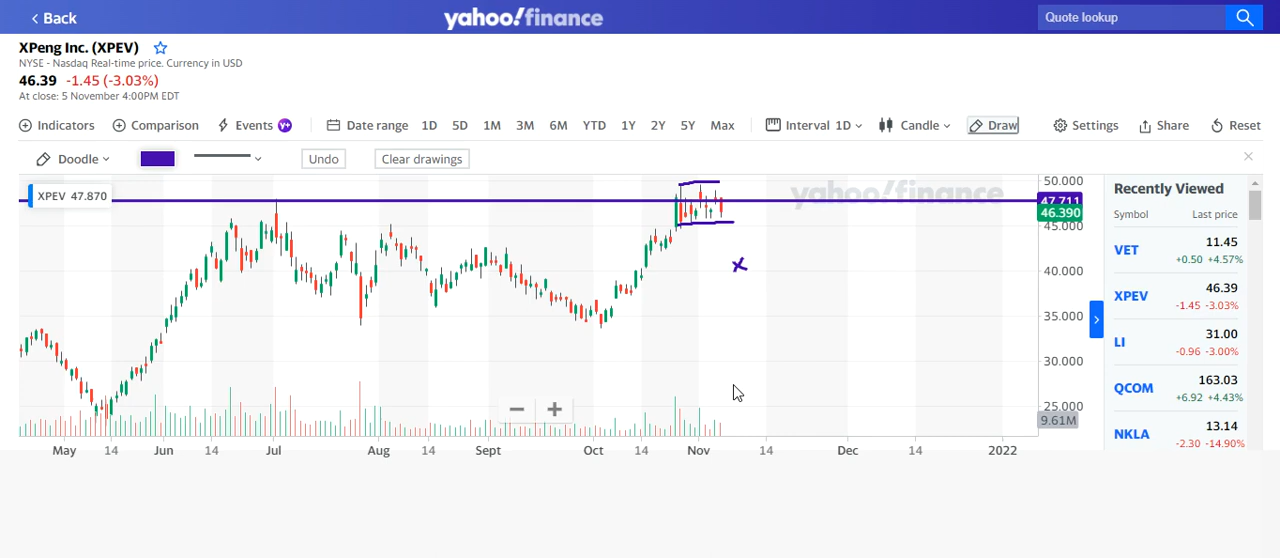 Back
yahoo!finance
Quote lookup
XPeng Inc. (XPEV)
NYSE - Nasdaq Real-time price. Currency in USD
46.39 -1.45 (-3.03%)
At close: 5 November 4:00PM EDT
Indicators Comparison Events Y+ Date range 1D 5D 1M 3M 6M YTD 1Y 2Y 5Y Max Interval 1D Candle Draw Settings Share Reset
Doodle Undo Clear drawings
XPEV 47.870
yahoo!finance
50.000
47.711
46.390
45.000
40.000
35.000
30.000
25.000
9.61M
May 14 Jun 14 Jul Aug 14 Sept Oct 14 Nov 14 Dec 14 2022
Recently Viewed
Symbol Last price
VET 11.45
+0.50 +4.57%
XPEV 46.39
-1.45 -3.03%
LI 31.00
-0.96 -3.00%
QCOM 163.03
+6.92 +4.43%
NKLA 13.14
-2.30 -14.90%